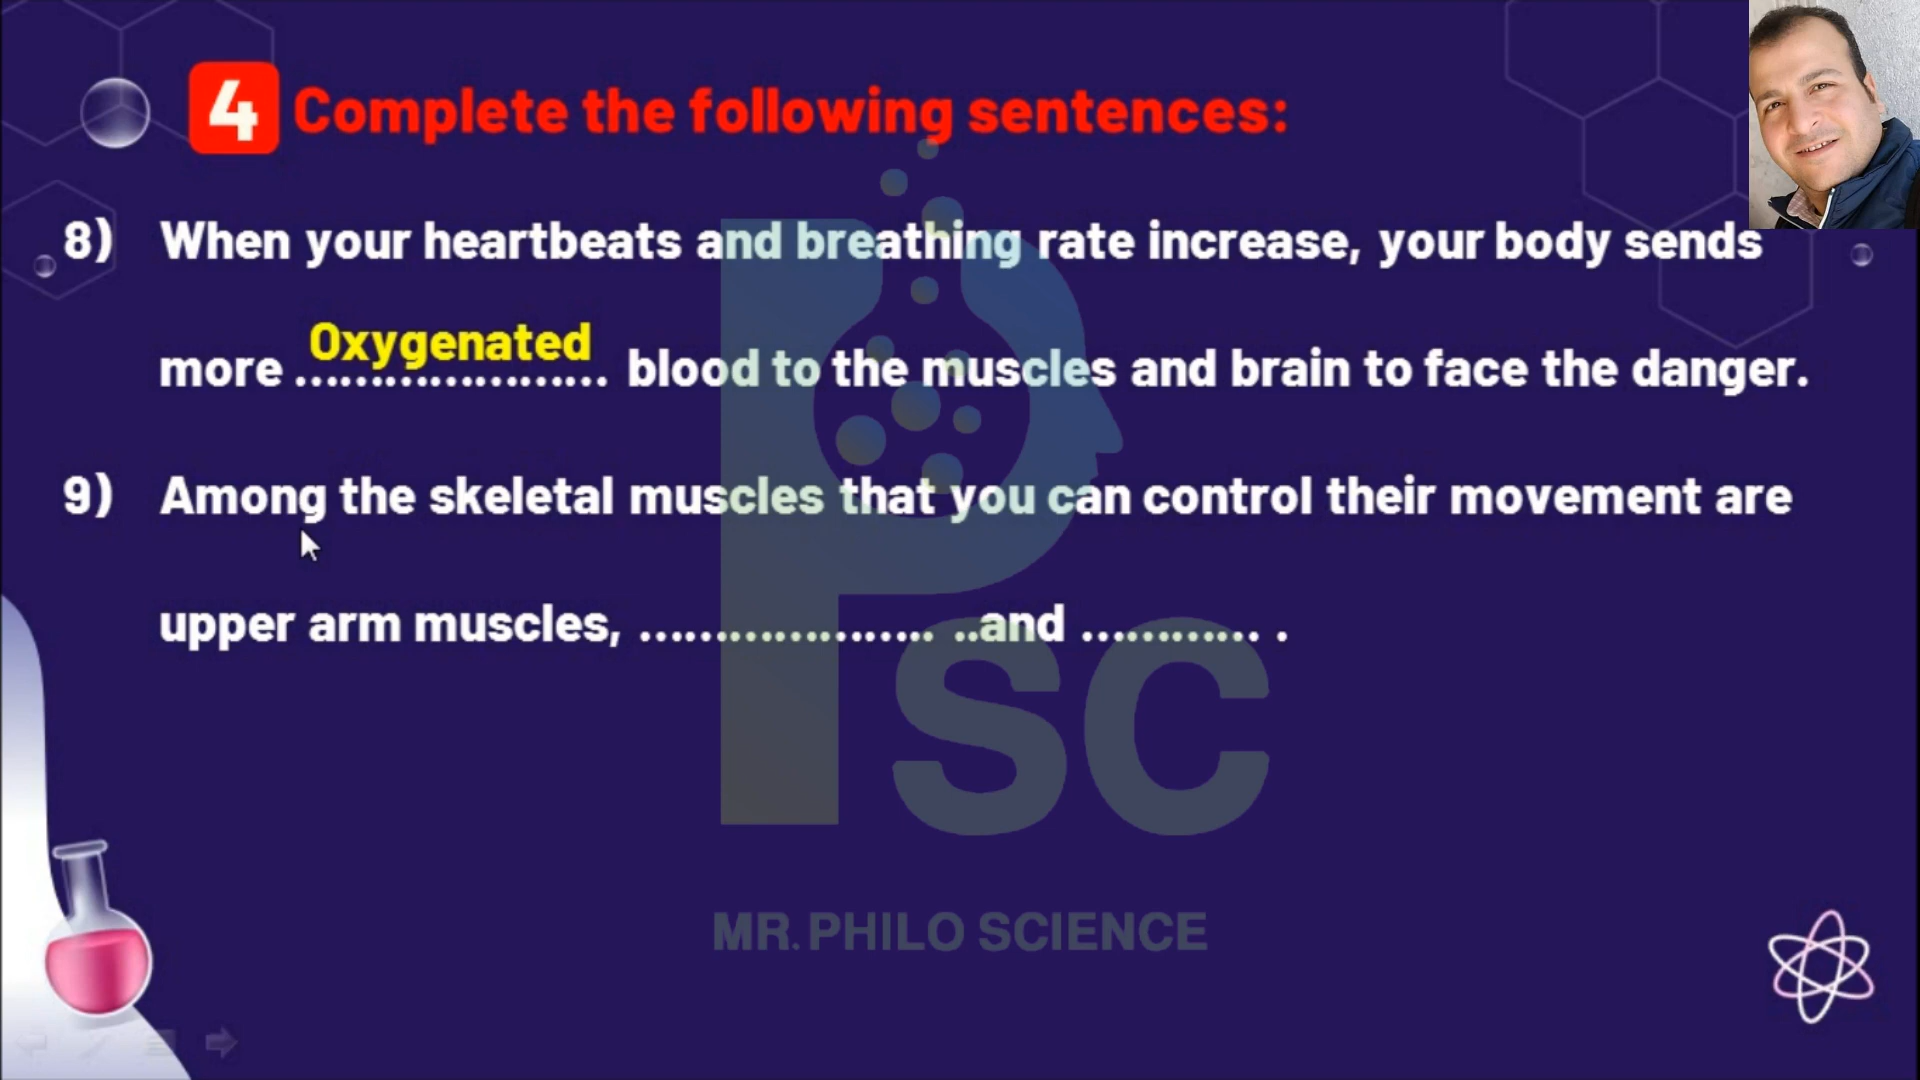 4 Complete the following sentences:
8) When your heartbeats and breathing rate increase, your body sends
more Oxygenated blood to the muscles and brain to face the danger.
9) Among the skeletal muscles that you can control their movement are
upper arm muscles, ...................... ..and ............. .
Psc
MR. PHILO SCIENCE